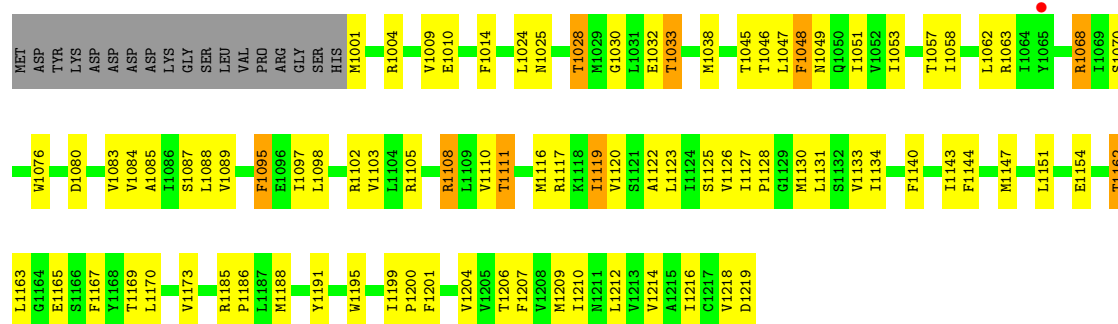 MET ASP TYR LYS ASP ASP ASP ASP LYS GLY SER LEU VAL PRO ARG GLY SER HIS M1001 R1004 V1009 E1010 F1014 L1024 N1025 T1028 M1029 G1030 L1031 E1032 T1033 M1038 T1045 T1046 L1047 F1048 N1049 Q1050 I1051 V1052 I1053 T1057 I1058 L1062 R1063 I1064 Y1065 R1068 I1069 S1070
W1076 D1080 V1083 V1084 A1085 I1086 S1087 L1088 V1089 F1095 E1096 I1097 L1098 R1102 V1103 L1104 R1105 R1108 L1109 V1110 T1111 M1116 R1117 K1118 I1119 V1120 S1121 A1122 L1123 I1124 S1125 V1126 I1127 P1128 G1129 M1130 L1131 S1132 V1133 I1134 F1140 I1143 F1144 M1147 L1151 E1154 T1162
L1163 G1164 E1165 S1166 F1167 Y1168 T1169 L1170 V1173 R1185 P1186 L1187 M1188 Y1191 W1195 I1199 P1200 F1201 V1204 V1205 T1206 F1207 V1208 M1209 I1210 N1211 L1212 V1213 V1214 A1215 I1216 C1217 V1218 D1219